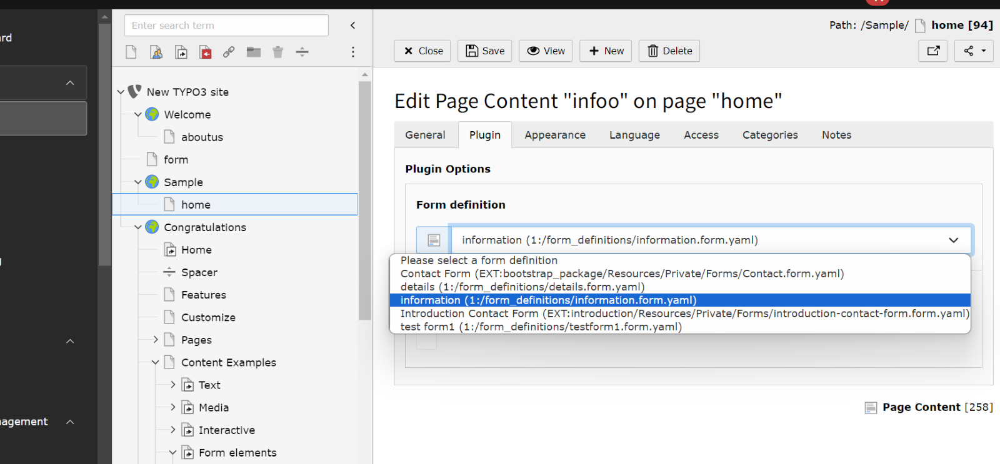 Enter search term
Path: /Sample/ home [94]
Close Save View New Delete
New TYPO3 site
Welcome
aboutus
form
Sample
home
Congratulations
Home
Spacer
Features
Customize
Pages
Content Examples
Text
Media
Interactive
Form elements
Edit Page Content "infoo" on page "home"
General Plugin Appearance Language Access Categories Notes
Plugin Options
Form definition
information (1:/form_definitions/information.form.yaml)
Please select a form definition
Contact Form (EXT:bootstrap_package/Resources/Private/Forms/Contact.form.yaml)
details (1:/form_definitions/details.form.yaml)
information (1:/form_definitions/information.form.yaml)
Introduction Contact Form (EXT:introduction/Resources/Private/Forms/introduction-contact-form.form.yaml)
test form1 (1:/form_definitions/testform1.form.yaml)
Page Content [258]